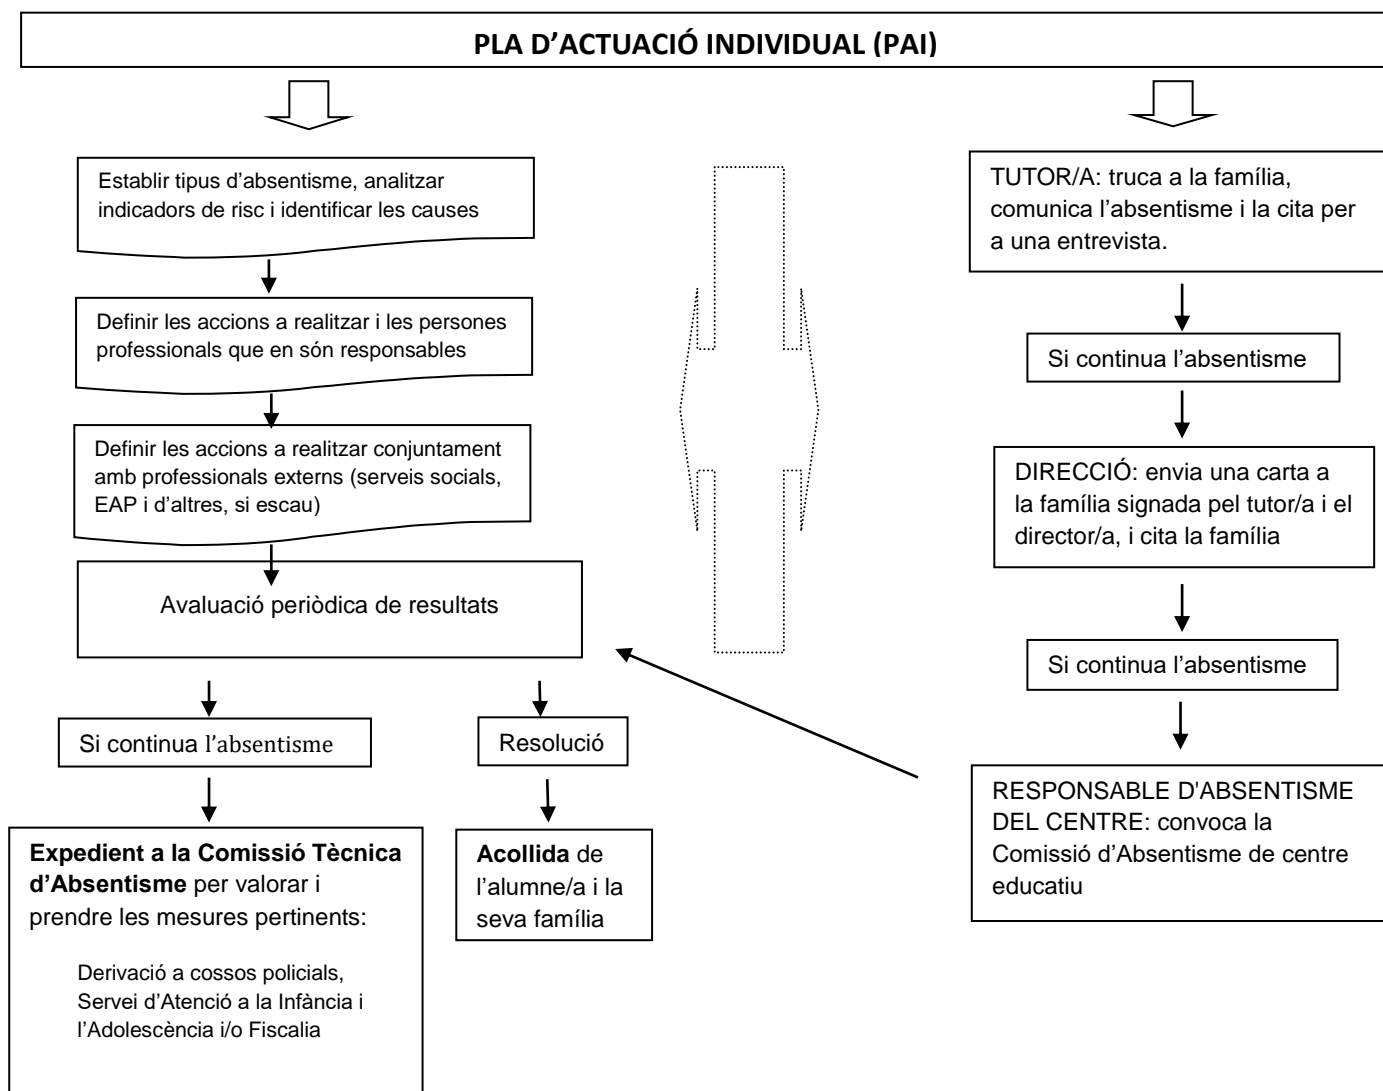 PLA D’ACTUACIÓ INDIVIDUAL (PAI)
Establir tipus d’absentisme, analitzar
indicadors de risc i identificar les causes
Definir les accions a realitzar i les persones
professionals que en són responsables
Definir les accions a realitzar conjuntament
amb professionals externs (serveis socials,
EAP i d’altres, si escau)
Avaluació periòdica de resultats
Si continua l’absentisme
Resolució
Expedient a la Comissió Tècnica
d’Absentisme per valorar i
prendre les mesures pertinents:
Derivació a cossos policials,
Servei d’Atenció a la Infància i
l’Adolescència i/o Fiscalia
Acollida de
l’alumne/a i la
seva família
TUTOR/A: truca a la família,
comunica l’absentisme i la cita per
a una entrevista.
Si continua l’absentisme
DIRECCIÓ: envia una carta a
la família signada pel tutor/a i el
director/a, i cita la família
Si continua l’absentisme
RESPONSABLE D'ABSENTISME
DEL CENTRE: convoca la
Comissió d’Absentisme de centre
educatiu